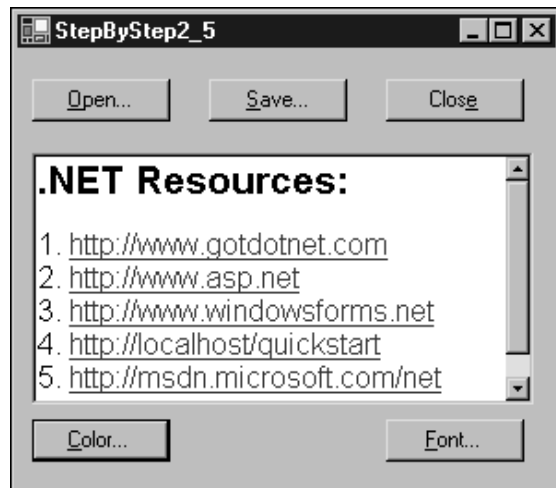 StepByStep2_5
Open... Save... Close
.NET Resources:
1. http://www.gotdotnet.com
2. http://www.asp.net
3. http://www.windowsforms.net
4. http://localhost/quickstart
5. http://msdn.microsoft.com/net
Color... Font...